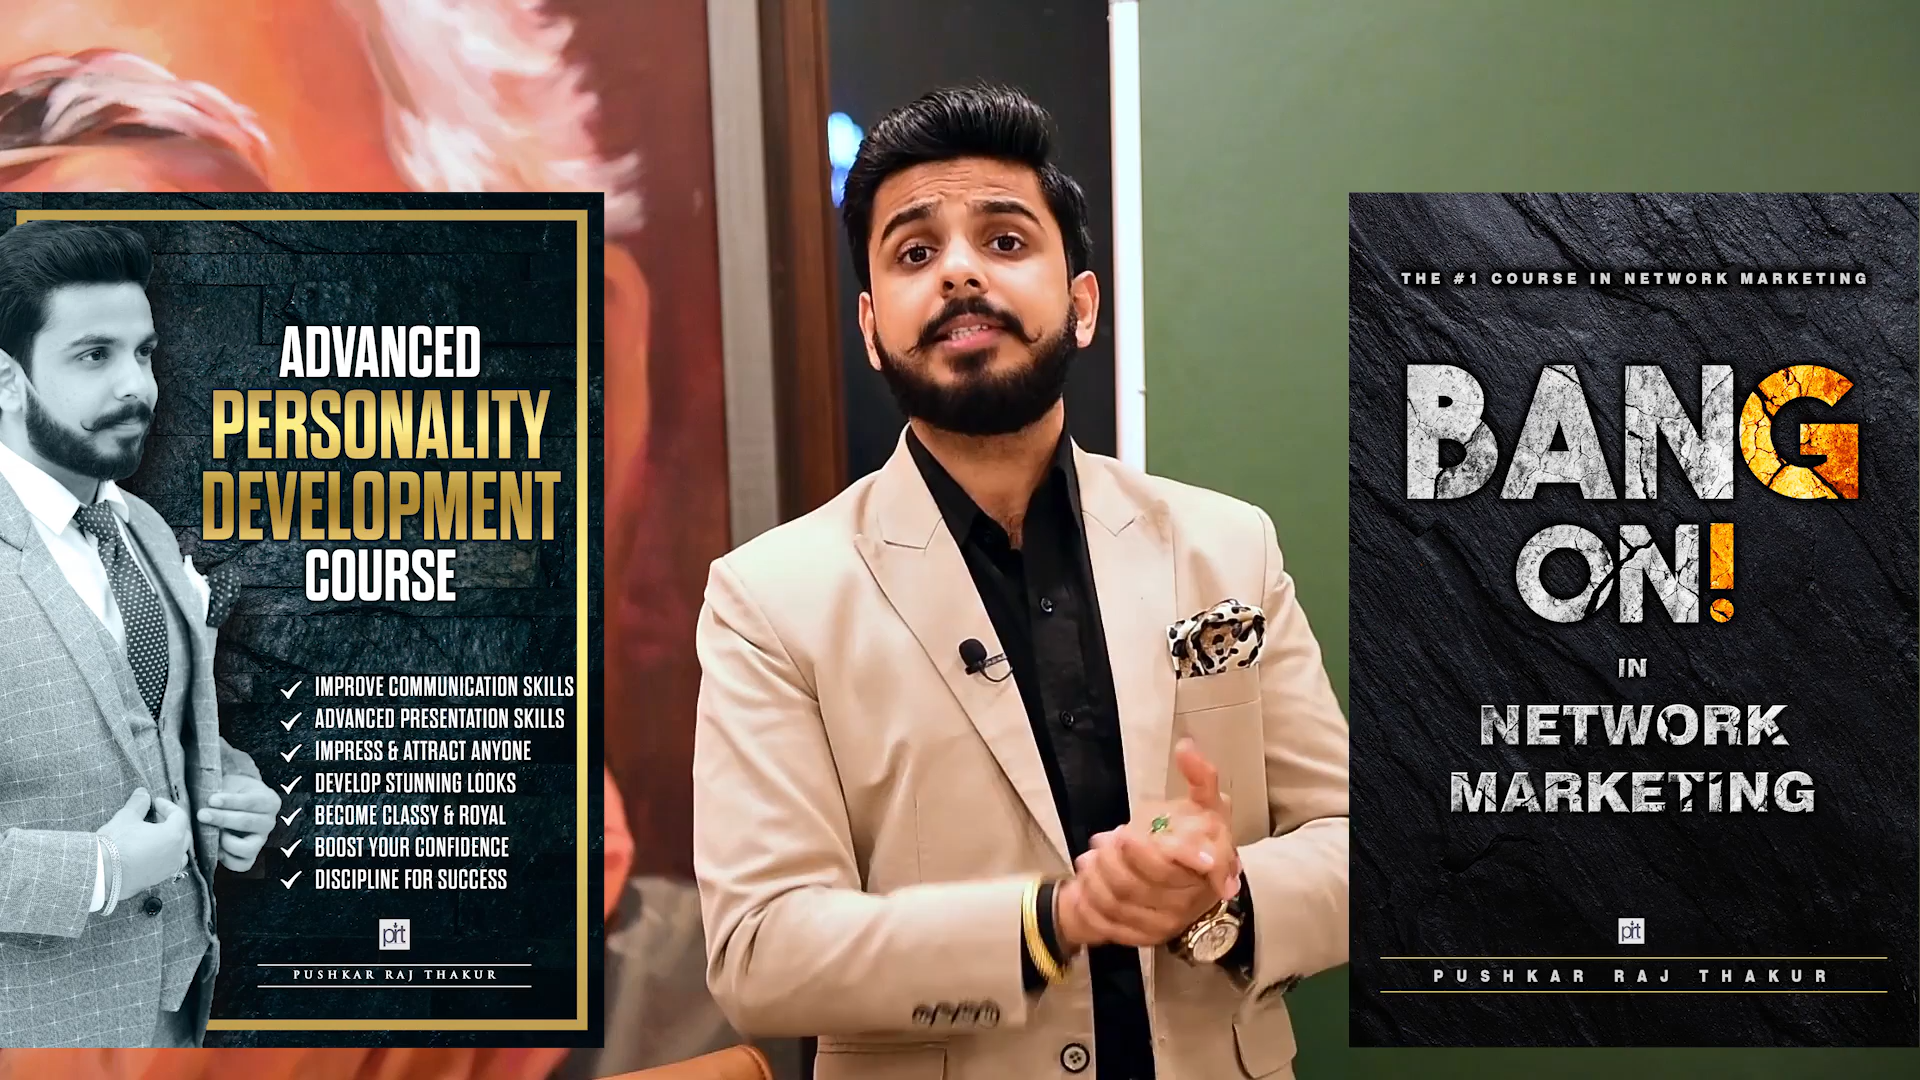 ADVANCED
PERSONALITY
DEVELOPMENT
COURSE
IMPROVE COMMUNICATION SKILLS
ADVANCED PRESENTATION SKILLS
IMPRESS & ATTRACT ANYONE
DEVELOP STUNNING LOOKS
BECOME CLASSY & ROYAL
BOOST YOUR CONFIDENCE
DISCIPLINE FOR SUCCESS
prt
PUSHKAR RAJ THAKUR
THE #1 COURSE IN NETWORK MARKETING
BANG
ON!
IN
NETWORK
MARKETING
prt
PUSHKAR RAJ THAKUR